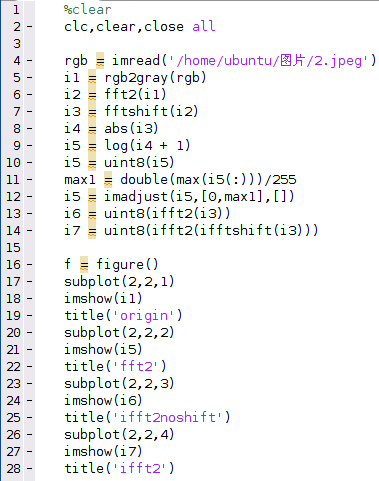 1 %clear
2 - clc,clear,close all
3
4 - rgb = imread('/home/ubuntu/图片/2.jpeg')
5 - i1 = rgb2gray(rgb)
6 - i2 = fft2(i1)
7 - i3 = fftshift(i2)
8 - i4 = abs(i3)
9 - i5 = log(i4 + 1)
10 - i5 = uint8(i5)
11 - max1 = double(max(i5(:)))/255
12 - i5 = imadjust(i5,[0,max1],[])
13 - i6 = uint8(ifft2(i3))
14 - i7 = uint8(ifft2(ifftshift(i3)))
15
16 - f = figure()
17 - subplot(2,2,1)
18 - imshow(i1)
19 - title('origin')
20 - subplot(2,2,2)
21 - imshow(i5)
22 - title('fft2')
23 - subplot(2,2,3)
24 - imshow(i6)
25 - title('ifft2noshift')
26 - subplot(2,2,4)
27 - imshow(i7)
28 - title('ifft2')